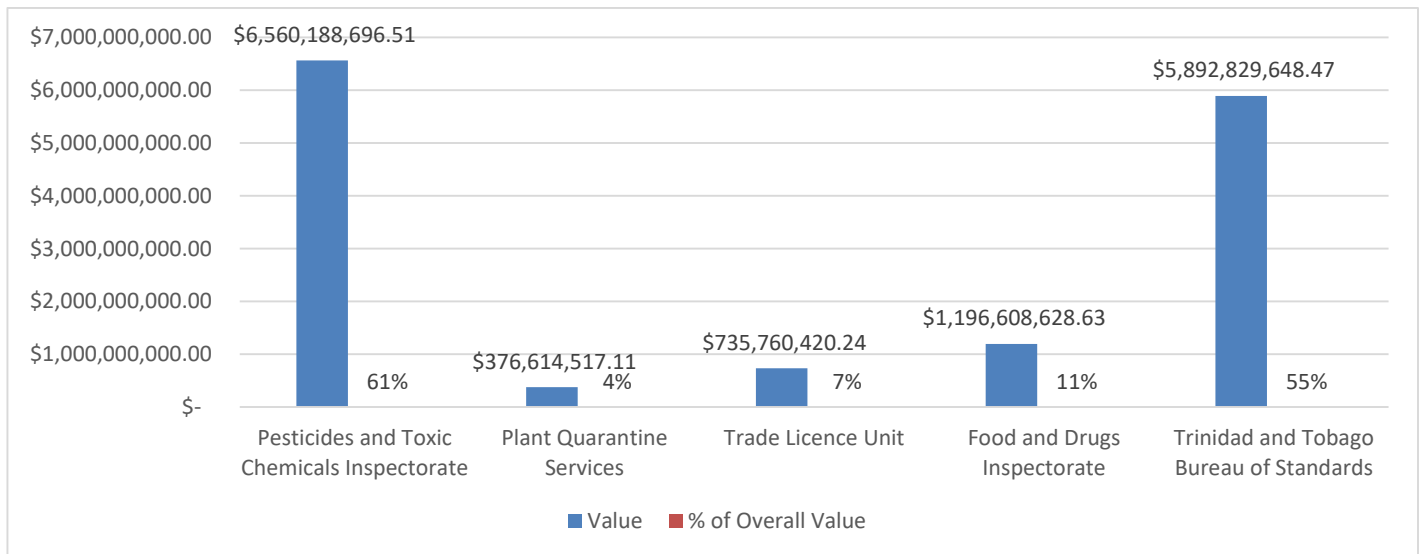 $7,000,000,000.00
$6,000,000,000.00
$5,000,000,000.00
$4,000,000,000.00
$3,000,000,000.00
$2,000,000,000.00
$1,000,000,000.00
$-
$6,560,188,696.51
$376,614,517.11
$735,760,420.24
$1,196,608,628.63
$5,892,829,648.47
61%
4%
7%
11%
55%
Pesticides and Toxic
Chemicals Inspectorate
Plant Quarantine
Services
Trade Licence Unit
Food and Drugs
Inspectorate
Trinidad and Tobago
Bureau of Standards
Value
% of Overall Value